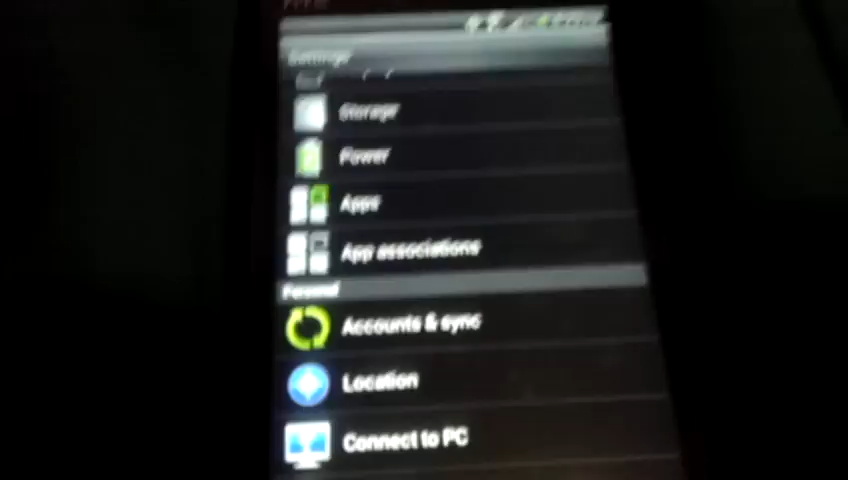 Settings
Storage
Power
Apps
App associations
Personal
Accounts & sync
Location
Connect to PC